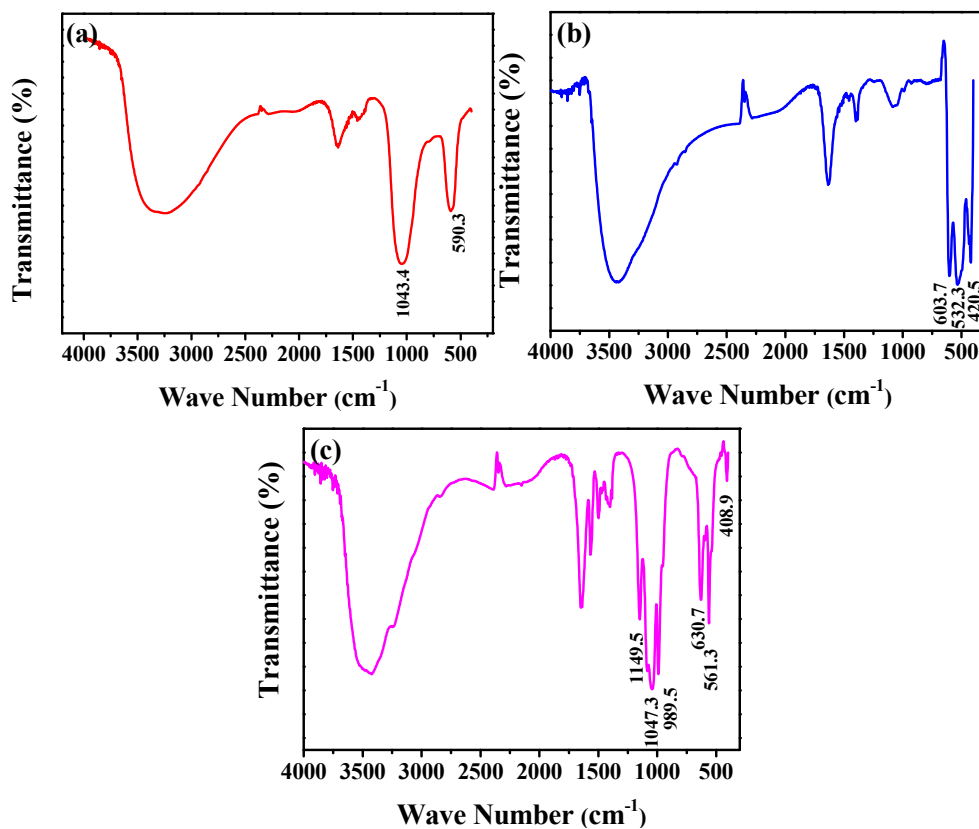 (a)
Transmittance (%)
1043.4
590.3
4000 3500 3000 2500 2000 1500 1000 500
Wave Number (cm-1)
(b)
Transmittance (%)
603.7
532.3
420.5
4000 3500 3000 2500 2000 1500 1000 500
Wave Number (cm-1)
(c)
Transmittance (%)
1149.5
1047.3
989.5
630.7
561.3
408.9
4000 3500 3000 2500 2000 1500 1000 500
Wave Number (cm-1)